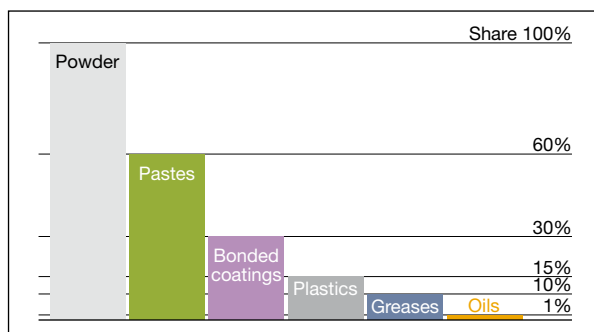 Share 100%
Powder
60%
Pastes
30%
Bonded
coatings
15%
Plastics
10%
Greases
Oils
1%